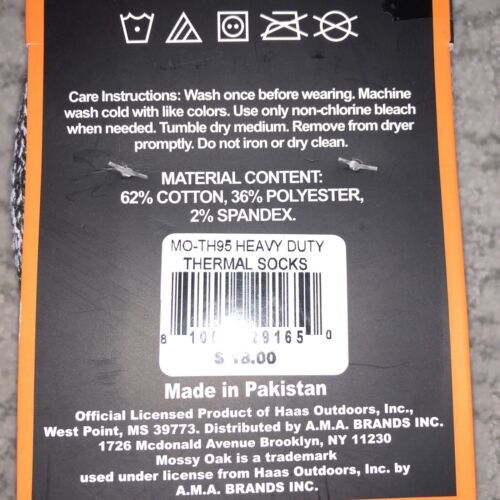 Care Instructions: Wash once before wearing. Machine
wash cold with like colors. Use only non-chlorine bleach
when needed. Tumble dry medium. Remove from dryer
promptly. Do not iron or dry clean.
MATERIAL CONTENT:
62% COTTON, 36% POLYESTER,
2% SPANDEX.
MO-TH95 HEAVY DUTY
THERMAL SOCKS
8 29165 0
$ 18.00
Made in Pakistan
Official Licensed Product of Haas Outdoors, Inc.,
West Point, MS 39773. Distributed by A.M.A. BRANDS INC.
1726 Mcdonald Avenue Brooklyn, NY 11230
Mossy Oak is a trademark
used under license from Haas Outdoors, Inc. by
A.M.A. BRANDS INC.